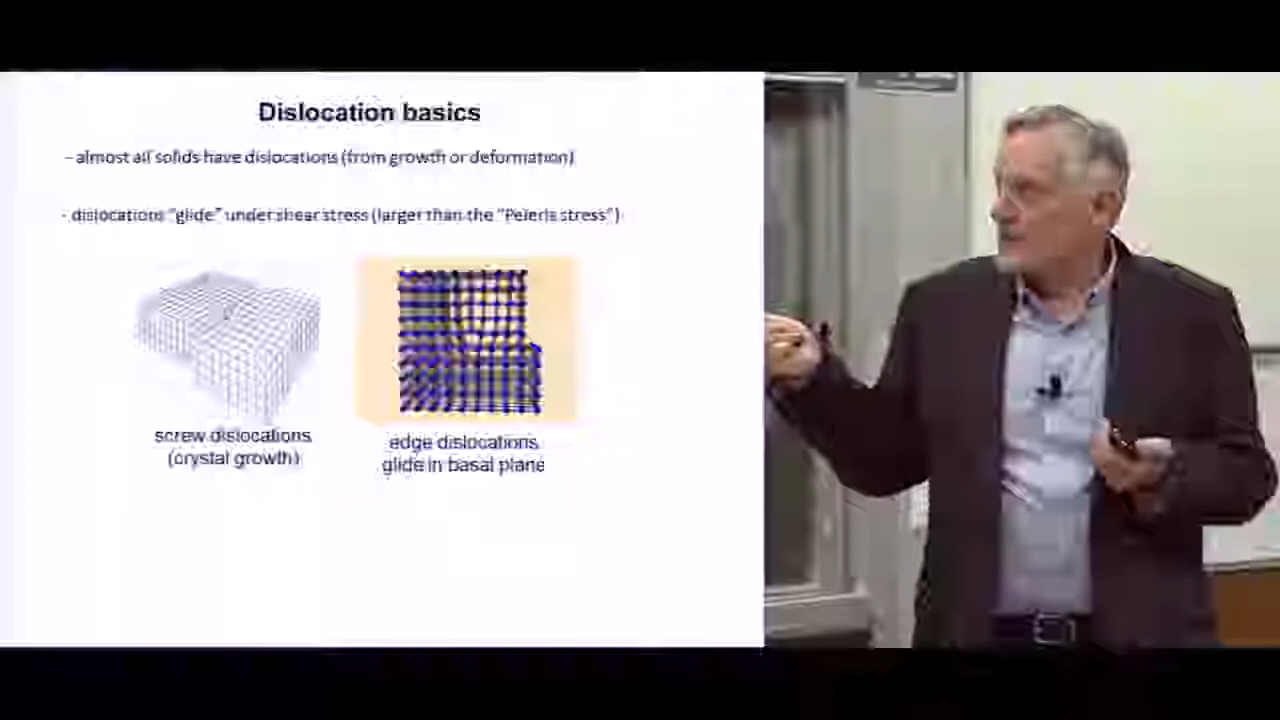 Dislocation basics
- almost all solids have dislocations (from growth or deformation)
- dislocations "glide" under shear stress (larger than the "Peierls stress")
screw dislocations
(crystal growth)
edge dislocations
glide in basal plane